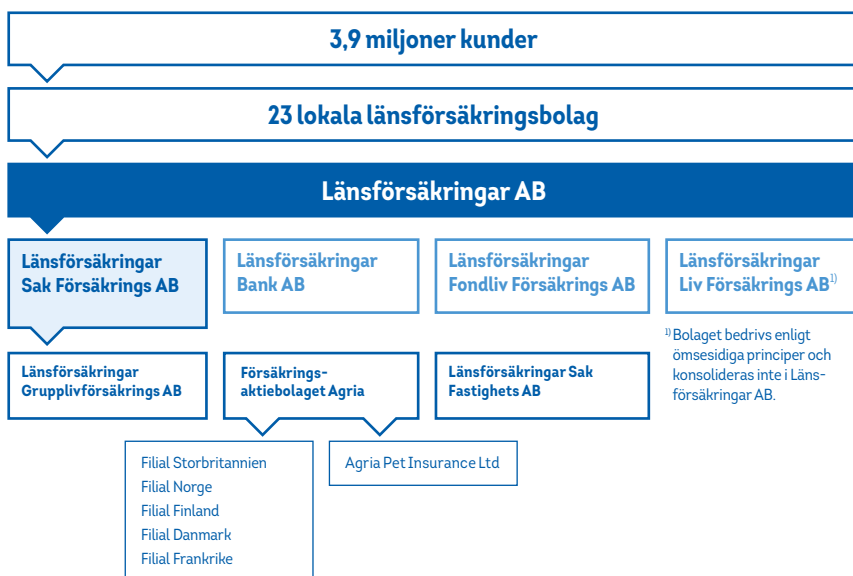 3,9 miljoner kunder
23 lokala länsförsäkringsbolag
Länsförsäkringar AB
Länsförsäkringar
Sak Försäkrings AB
Länsförsäkringar
Bank AB
Länsförsäkringar
Fondliv Försäkrings AB
Länsförsäkringar
Liv Försäkrings AB1)
1) Bolaget bedrivs enligt
ömsesidiga principer och
konsolideras inte i Läns-
försäkringar AB.
Länsförsäkringar
Grupplivförsäkrings AB
Försäkrings-
aktiebolaget Agria
Länsförsäkringar Sak
Fastighets AB
Filial Storbritannien
Filial Norge
Filial Finland
Filial Danmark
Filial Frankrike
Agria Pet Insurance Ltd